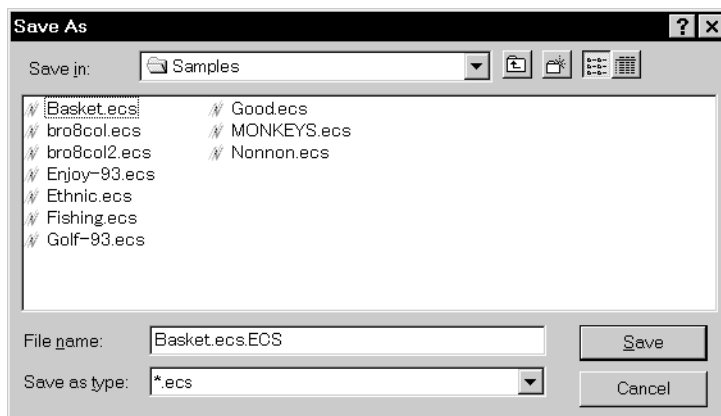 Save As
Save in: Samples
Basket.ecs Good.ecs
bro8col.ecs MONKEYS.ecs
bro8col2.ecs Nonnon.ecs
Enjoy-93.ecs
Ethnic.ecs
Fishing.ecs
Golf-93.ecs
File name: Basket.ecs.ECS Save
Save as type: *.ecs Cancel